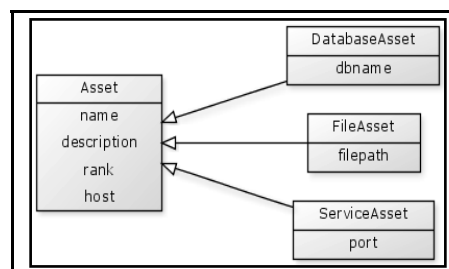 Asset
name
description
rank
host
DatabaseAsset
dbname
FileAsset
filepath
ServiceAsset
port